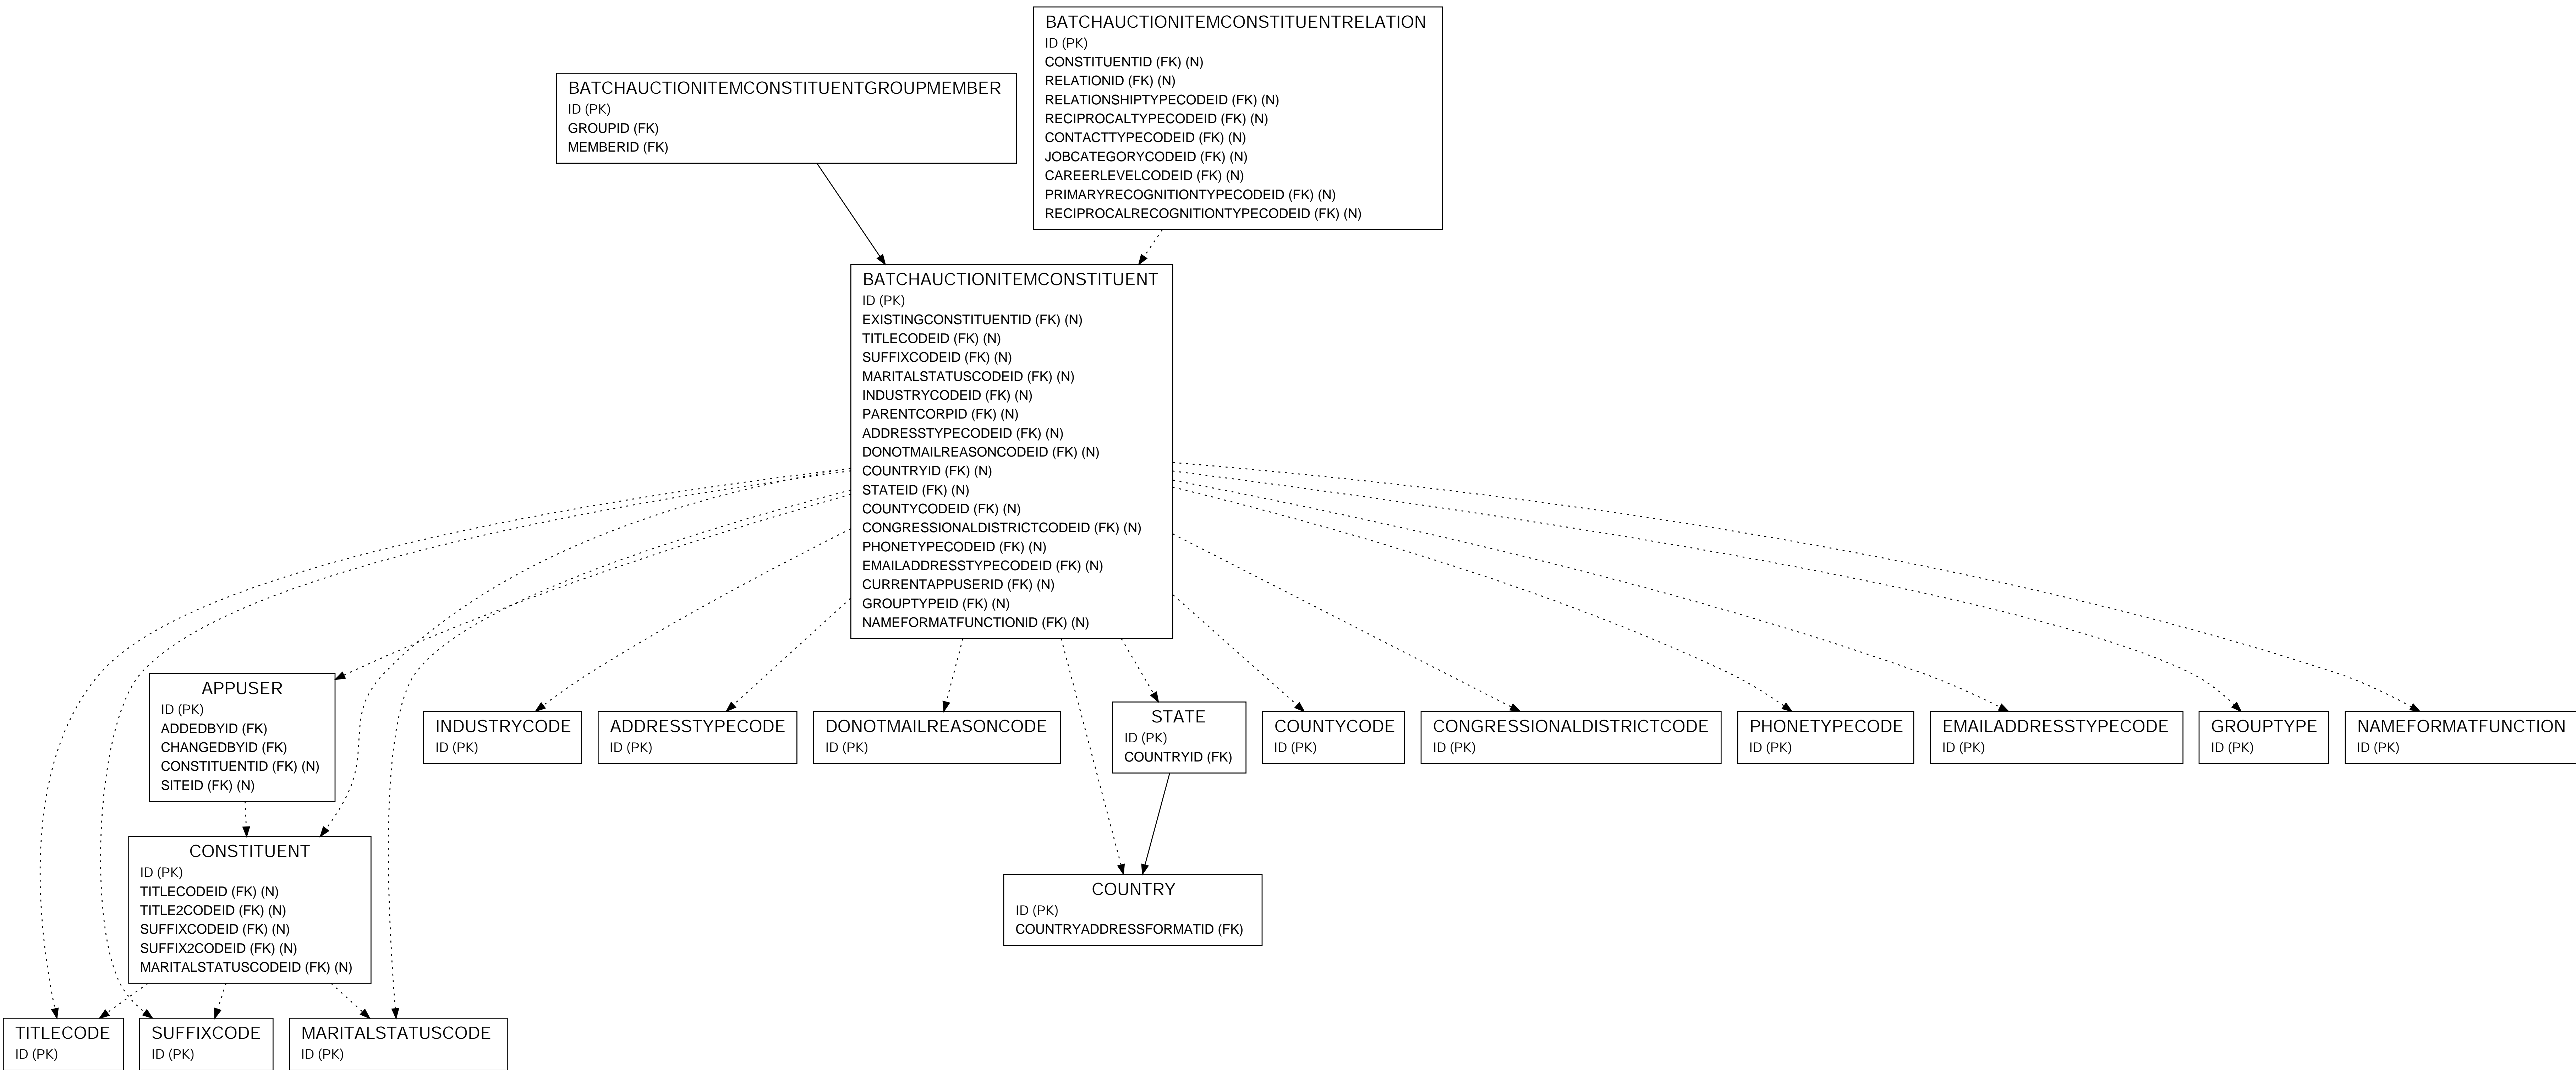 BATCHAUCTIONITEMCONSTITUENTRELATION
ID (PK)
CONSTITUENTID (FK) (N)
RELATIONID (FK) (N)
RELATIONSHIPTYPECODEID (FK) (N)
RECIPROCALTYPECODEID (FK) (N)
CONTACTTYPECODEID (FK) (N)
JOBCATEGORYCODEID (FK) (N)
CAREERLEVELCODEID (FK) (N)
PRIMARYRECOGNITIONTYPECODEID (FK) (N)
RECIPROCALRECOGNITIONTYPECODEID (FK) (N)
BATCHAUCTIONITEMCONSTITUENTGROUPMEMBER
ID (PK)
GROUPID (FK)
MEMBERID (FK)
BATCHAUCTIONITEMCONSTITUENT
ID (PK)
EXISTINGCONSTITUENTID (FK) (N)
TITLECODEID (FK) (N)
SUFFIXCODEID (FK) (N)
MARITALSTATUSCODEID (FK) (N)
INDUSTRYCODEID (FK) (N)
PARENTCORPID (FK) (N)
ADDRESSTYPECODEID (FK) (N)
DONOTMAILREASONCODEID (FK) (N)
COUNTRYID (FK) (N)
STATEID (FK) (N)
COUNTYCODEID (FK) (N)
CONGRESSIONALDISTRICTCODEID (FK) (N)
PHONETYPECODEID (FK) (N)
EMAILADDRESSTYPECODEID (FK) (N)
CURRENTAPPUSERID (FK) (N)
GROUPTYPEID (FK) (N)
NAMEFORMATFUNCTIONID (FK) (N)
APPUSER
ID (PK)
ADDEDBYID (FK)
CHANGEDBYID (FK)
CONSTITUENTID (FK) (N)
SITEID (FK) (N)
INDUSTRYCODE
ID (PK)
ADDRESSTYPECODE
ID (PK)
DONOTMAILREASONCODE
ID (PK)
STATE
ID (PK)
COUNTRYID (FK)
COUNTYCODE
ID (PK)
CONGRESSIONALDISTRICTCODE
ID (PK)
PHONETYPECODE
ID (PK)
EMAILADDRESSTYPECODE
ID (PK)
GROUPTYPE
ID (PK)
NAMEFORMATFUNCTION
ID (PK)
CONSTITUENT
ID (PK)
TITLECODEID (FK) (N)
TITLE2CODEID (FK) (N)
SUFFIXCODEID (FK) (N)
SUFFIX2CODEID (FK) (N)
MARITALSTATUSCODEID (FK) (N)
COUNTRY
ID (PK)
COUNTRYADDRESSFORMATID (FK)
TITLECODE
ID (PK)
SUFFIXCODE
ID (PK)
MARITALSTATUSCODE
ID (PK)